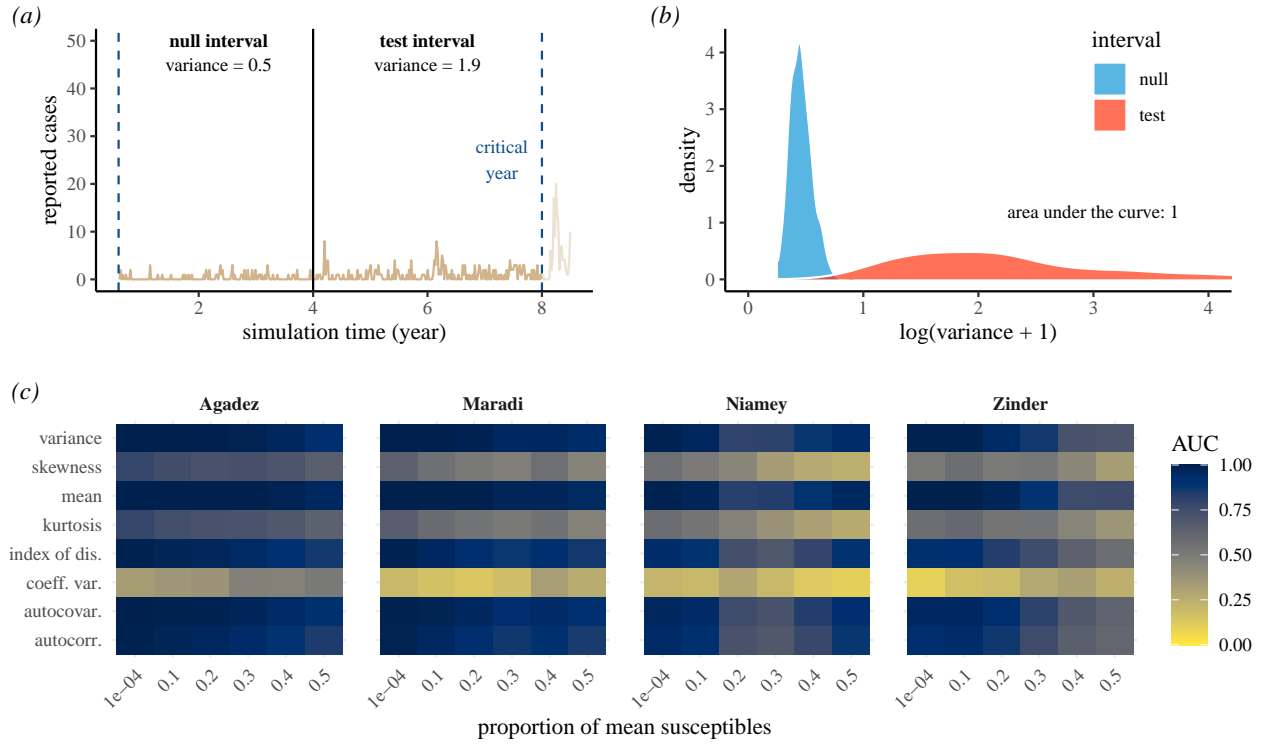 (a)
50
40
30
20
10
0
reported cases
null interval
variance = 0.5
test interval
variance = 1.9
critical
year
2
4
6
8
simulation time (year)
(b)
4
3
2
1
0
density
interval
null
test
area under the curve: 1
0
1
2
3
4
log(variance + 1)
(c)
Agadez
Maradi
Niamey
Zinder
variance
skewness
mean
kurtosis
index of dis.
coeff. var.
autocovar.
autocorr.
1e−04
0.1
0.2
0.3
0.4
0.5
1e−04
0.1
0.2
0.3
0.4
0.5
1e−04
0.1
0.2
0.3
0.4
0.5
1e−04
0.1
0.2
0.3
0.4
0.5
proportion of mean susceptibles
AUC
1.00
0.75
0.50
0.25
0.00